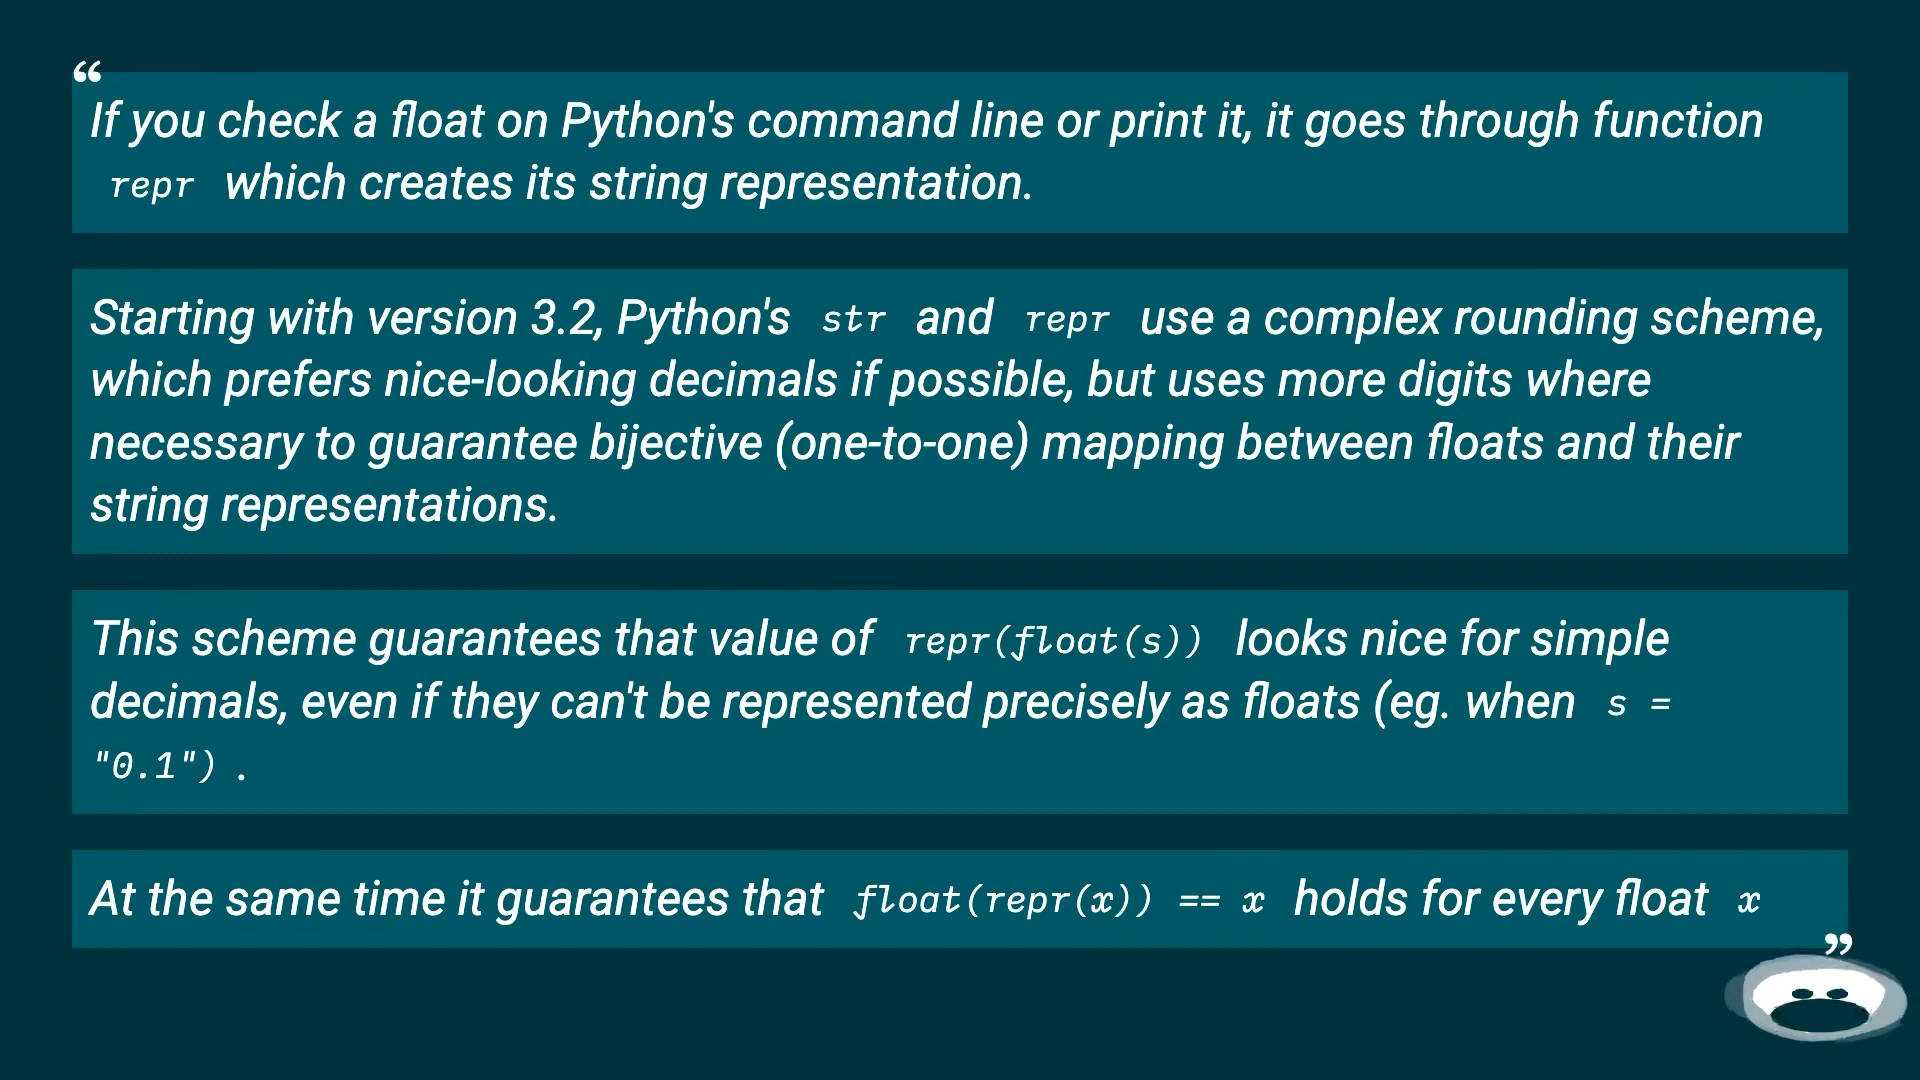 “
If you check a float on Python's command line or print it, it goes through function
repr which creates its string representation.
Starting with version 3.2, Python's str and repr use a complex rounding scheme,
which prefers nice-looking decimals if possible, but uses more digits where
necessary to guarantee bijective (one-to-one) mapping between floats and their
string representations.
This scheme guarantees that value of repr(float(s)) looks nice for simple
decimals, even if they can't be represented precisely as floats (eg. when s =
"0.1") .
At the same time it guarantees that float(repr(x)) == x holds for every float x
”